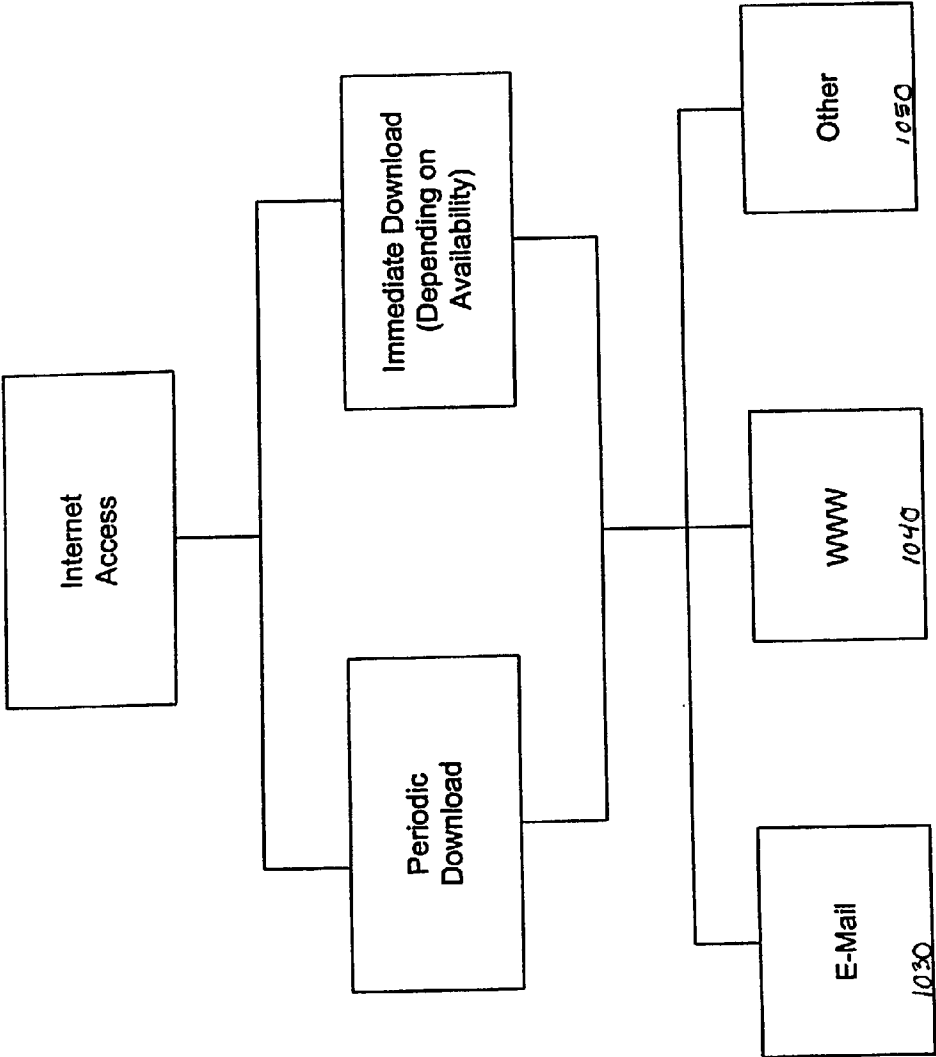 Internet
Access
Periodic
Download
Immediate Download
(Depending on
Availability)
E-Mail
1030
WWW
1040
Other
1050